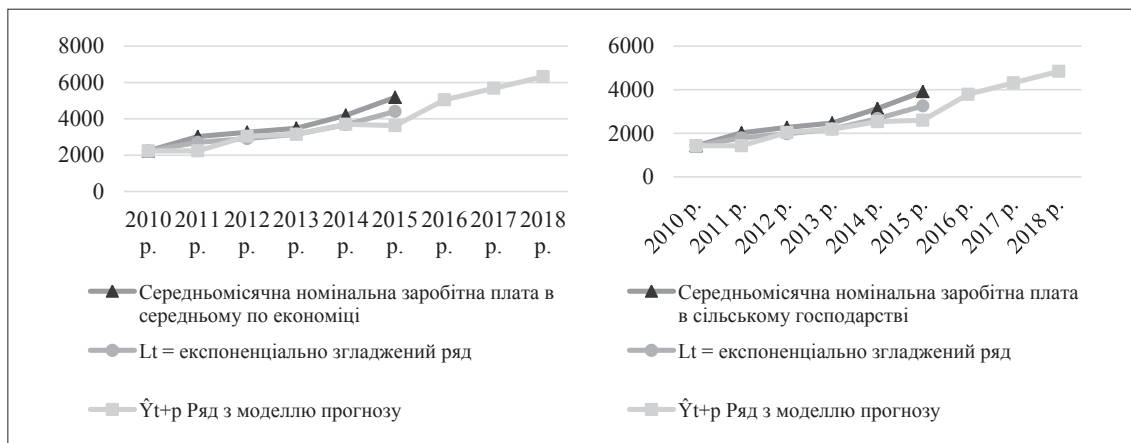 8000
6000
4000
2000
0
2010 р.
2011 р.
2012 р.
2013 р.
2014 р.
2015 р.
2016 р.
2017 р.
2018 р.
Середньомісячна номінальна заробітна плата в
середньому по економіці
Lt = експоненціально згладжений ряд
Ŷt+p Ряд з моделлю прогнозу
6000
4000
2000
0
2010 р.
2011 р.
2012 р.
2013 р.
2014 р.
2015 р.
2016 р.
2017 р.
2018 р.
Середньомісячна номінальна заробітна плата
в сільському господарстві
Lt = експоненціально згладжений ряд
Ŷt+p Ряд з моделлю прогнозу